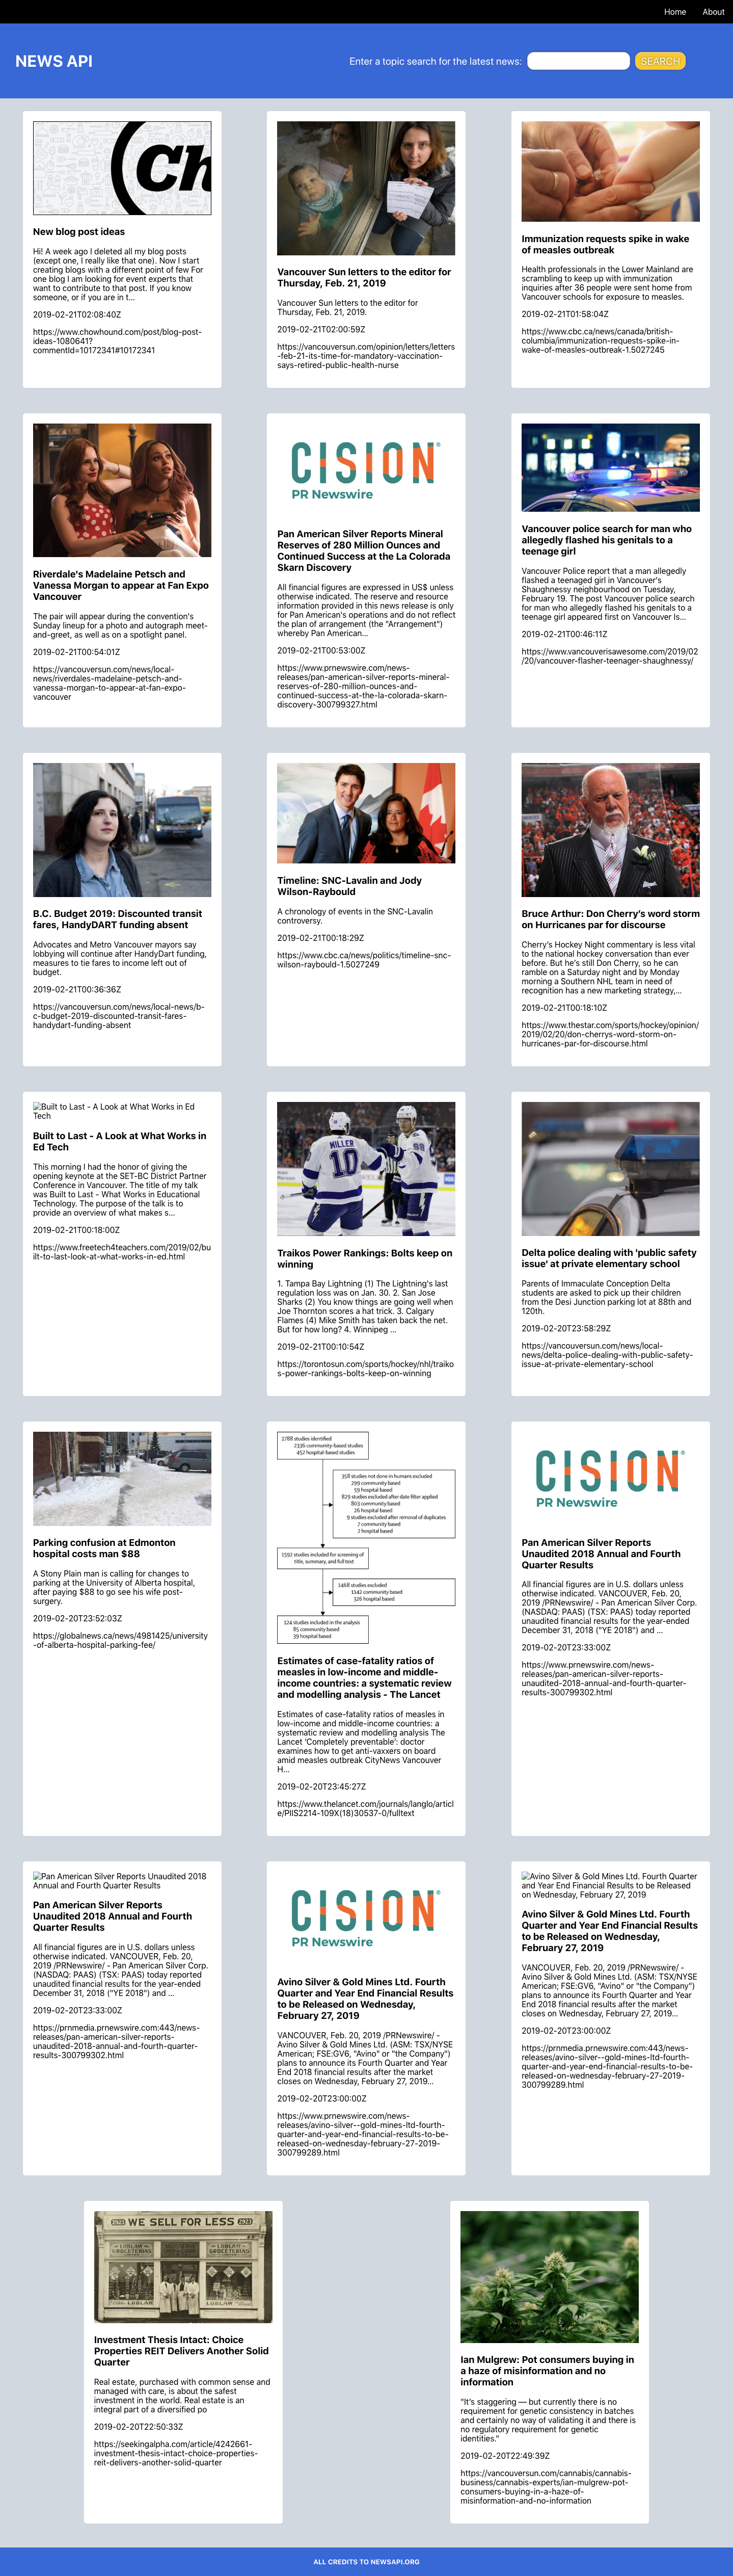 Home About
NEWS API
Enter a topic search for the latest news: SEARCH
Ch
New blog post ideas
Hi! A week ago I deleted all my blog posts
(except one, I really like that one). Now I start
creating blogs with a different point of few For
one blog I am looking for event experts that
want to contribute to that post. If you know
someone, or if you are in t...
2019-02-21T02:08:40Z
https://www.chowhound.com/post/blog-post-
ideas-1080641?
commentId=10172341#10172341
Vancouver Sun letters to the editor for
Thursday, Feb. 21, 2019
Vancouver Sun letters to the editor for
Thursday, Feb. 21, 2019.
2019-02-21T02:00:59Z
https://vancouversun.com/opinion/letters/letters
-feb-21-its-time-for-mandatory-vaccination-
says-retired-public-health-nurse
Immunization requests spike in wake
of measles outbreak
Health professionals in the Lower Mainland are
scrambling to keep up with immunization
inquiries after 36 people were sent home from
Vancouver schools for exposure to measles.
2019-02-21T01:58:04Z
https://www.cbc.ca/news/canada/british-
columbia/immunization-requests-spike-in-
wake-of-measles-outbreak-1.5027245
Riverdale's Madelaine Petsch and
Vanessa Morgan to appear at Fan Expo
Vancouver
The pair will appear during the convention's
Sunday lineup for a photo and autograph meet-
and-greet, as well as on a spotlight panel.
2019-02-21T00:54:01Z
https://vancouversun.com/news/local-
news/riverdales-madelaine-petsch-and-
vanessa-morgan-to-appear-at-fan-expo-
vancouver
CISION®
PR Newswire
Pan American Silver Reports Mineral
Reserves of 280 Million Ounces and
Continued Success at the La Colorada
Skarn Discovery
All financial figures are expressed in US$ unless
otherwise indicated. The reserve and resource
information provided in this news release is only
for Pan American's operations and do not reflect
the plan of arrangement (the "Arrangement")
whereby Pan American...
2019-02-21T00:53:00Z
https://www.prnewswire.com/news-
releases/pan-american-silver-reports-mineral-
reserves-of-280-million-ounces-and-
continued-success-at-the-la-colorada-skarn-
discovery-300799327.html
Vancouver police search for man who
allegedly flashed his genitals to a
teenage girl
Vancouver Police report that a man allegedly
flashed a teenaged girl in Vancouver's
Shaughnessy neighbourhood on Tuesday,
February 19. The post Vancouver police search
for man who allegedly flashed his genitals to a
teenage girl appeared first on Vancouver Is...
2019-02-21T00:46:11Z
https://www.vancouverisawesome.com/2019/02
/20/vancouver-flasher-teenager-shaughnessy/
B.C. Budget 2019: Discounted transit
fares, HandyDART funding absent
Advocates and Metro Vancouver mayors say
lobbying will continue after HandyDart funding,
measures to tie fares to income left out of
budget.
2019-02-21T00:36:36Z
https://vancouversun.com/news/local-news/b-
c-budget-2019-discounted-transit-fares-
handydart-funding-absent
Timeline: SNC-Lavalin and Jody
Wilson-Raybould
A chronology of events in the SNC-Lavalin
controversy.
2019-02-21T00:18:29Z
https://www.cbc.ca/news/politics/timeline-snc-
wilson-raybould-1.5027249
Bruce Arthur: Don Cherry's word storm
on Hurricanes par for discourse
Cherry's Hockey Night commentary is less vital
to the national hockey conversation than ever
before. But he's still Don Cherry, so he can
ramble on a Saturday night and by Monday
morning a Southern NHL team in need of
recognition has a new marketing strategy,...
2019-02-21T00:18:10Z
https://www.thestar.com/sports/hockey/opinion/
2019/02/20/don-cherrys-word-storm-on-
hurricanes-par-for-discourse.html
Built to Last - A Look at What Works in Ed
Tech
Built to Last - A Look at What Works in
Ed Tech
This morning I had the honor of giving the
opening keynote at the SET-BC District Partner
Conference in Vancouver. The title of my talk
was Built to Last - What Works in Educational
Technology. The purpose of the talk is to
provide an overview of what makes s...
2019-02-21T00:18:00Z
https://www.freetech4teachers.com/2019/02/bu
ilt-to-last-look-at-what-works-in-ed.html
MILLER
10 98
Traikos Power Rankings: Bolts keep on
winning
1. Tampa Bay Lightning (1) The Lightning's last
regulation loss was on Jan. 30. 2. San Jose
Sharks (2) You know things are going well when
Joe Thornton scores a hat trick. 3. Calgary
Flames (4) Mike Smith has taken back the net.
But for how long? 4. Winnipeg ...
2019-02-21T00:10:54Z
https://torontosun.com/sports/hockey/nhl/traiko
s-power-rankings-bolts-keep-on-winning
Delta police dealing with 'public safety
issue' at private elementary school
Parents of Immaculate Conception Delta
students are asked to pick up their children
from the Desi Junction parking lot at 88th and
120th.
2019-02-20T23:58:29Z
https://vancouversun.com/news/local-
news/delta-police-dealing-with-public-safety-
issue-at-private-elementary-school
Parking confusion at Edmonton
hospital costs man $88
A Stony Plain man is calling for changes to
parking at the University of Alberta hospital,
after paying $88 to go see his wife post-
surgery.
2019-02-20T23:52:03Z
https://globalnews.ca/news/4981425/university
-of-alberta-hospital-parking-fee/
2788 studies identified
2336 community-based studies
452 hospital-based studies
358 studies not done in humans excluded
299 community based
59 hospital based
829 studies excluded after date filter applied
803 community based
26 hospital based
9 studies excluded after removal of duplicates
7 community based
2 hospital based
1592 studies included for screening of
title, summary, and full text
1468 studies excluded
1142 community based
326 hospital based
124 studies included in the analysis
85 community based
39 hospital based
Estimates of case-fatality ratios of
measles in low-income and middle-
income countries: a systematic review
and modelling analysis - The Lancet
Estimates of case-fatality ratios of measles in
low-income and middle-income countries: a
systematic review and modelling analysis The
Lancet 'Completely preventable': doctor
examines how to get anti-vaxxers on board
amid measles outbreak CityNews Vancouver
H...
2019-02-20T23:45:27Z
https://www.thelancet.com/journals/langlo/articl
e/PIIS2214-109X(18)30537-0/fulltext
CISION®
PR Newswire
Pan American Silver Reports
Unaudited 2018 Annual and Fourth
Quarter Results
All financial figures are in U.S. dollars unless
otherwise indicated. VANCOUVER, Feb. 20,
2019 /PRNewswire/ - Pan American Silver Corp.
(NASDAQ: PAAS) (TSX: PAAS) today reported
unaudited financial results for the year-ended
December 31, 2018 ("YE 2018") and ...
2019-02-20T23:33:00Z
https://www.prnewswire.com/news-
releases/pan-american-silver-reports-
unaudited-2018-annual-and-fourth-quarter-
results-300799302.html
Pan American Silver Reports Unaudited 2018
Annual and Fourth Quarter Results
Pan American Silver Reports
Unaudited 2018 Annual and Fourth
Quarter Results
All financial figures are in U.S. dollars unless
otherwise indicated. VANCOUVER, Feb. 20,
2019 /PRNewswire/ - Pan American Silver Corp.
(NASDAQ: PAAS) (TSX: PAAS) today reported
unaudited financial results for the year-ended
December 31, 2018 ("YE 2018") and ...
2019-02-20T23:33:00Z
https://prnmedia.prnewswire.com:443/news-
releases/pan-american-silver-reports-
unaudited-2018-annual-and-fourth-quarter-
results-300799302.html
CISION®
PR Newswire
Avino Silver & Gold Mines Ltd. Fourth
Quarter and Year End Financial Results
to be Released on Wednesday,
February 27, 2019
VANCOUVER, Feb. 20, 2019 /PRNewswire/ -
Avino Silver & Gold Mines Ltd. (ASM: TSX/NYSE
American; FSE:GV6, "Avino" or "the Company")
plans to announce its Fourth Quarter and Year
End 2018 financial results after the market
closes on Wednesday, February 27, 2019...
2019-02-20T23:00:00Z
https://www.prnewswire.com/news-
releases/avino-silver--gold-mines-ltd-fourth-
quarter-and-year-end-financial-results-to-be-
released-on-wednesday-february-27-2019-
300799289.html
Avino Silver & Gold Mines Ltd. Fourth Quarter
and Year End Financial Results to be Released
on Wednesday, February 27, 2019
Avino Silver & Gold Mines Ltd. Fourth
Quarter and Year End Financial Results
to be Released on Wednesday,
February 27, 2019
VANCOUVER, Feb. 20, 2019 /PRNewswire/ -
Avino Silver & Gold Mines Ltd. (ASM: TSX/NYSE
American; FSE:GV6, "Avino" or "the Company")
plans to announce its Fourth Quarter and Year
End 2018 financial results after the market
closes on Wednesday, February 27, 2019...
2019-02-20T23:00:00Z
https://prnmedia.prnewswire.com:443/news-
releases/avino-silver--gold-mines-ltd-fourth-
quarter-and-year-end-financial-results-to-be-
released-on-wednesday-february-27-2019-
300799289.html
2923 WE SELL FOR LESS 2923
LOBLAW GROCETERIAS LOBLAW
Investment Thesis Intact: Choice
Properties REIT Delivers Another Solid
Quarter
Real estate, purchased with common sense and
managed with care, is about the safest
investment in the world. Real estate is an
integral part of a diversified po
2019-02-20T22:50:33Z
https://seekingalpha.com/article/4242661-
investment-thesis-intact-choice-properties-
reit-delivers-another-solid-quarter
Ian Mulgrew: Pot consumers buying in
a haze of misinformation and no
information
"It's staggering — but currently there is no
requirement for genetic consistency in batches
and certainly no way of validating it and there is
no regulatory requirement for genetic
identities."
2019-02-20T22:49:39Z
https://vancouversun.com/cannabis/cannabis-
business/cannabis-experts/ian-mulgrew-pot-
consumers-buying-in-a-haze-of-
misinformation-and-no-information
ALL CREDITS TO NEWSAPI.ORG